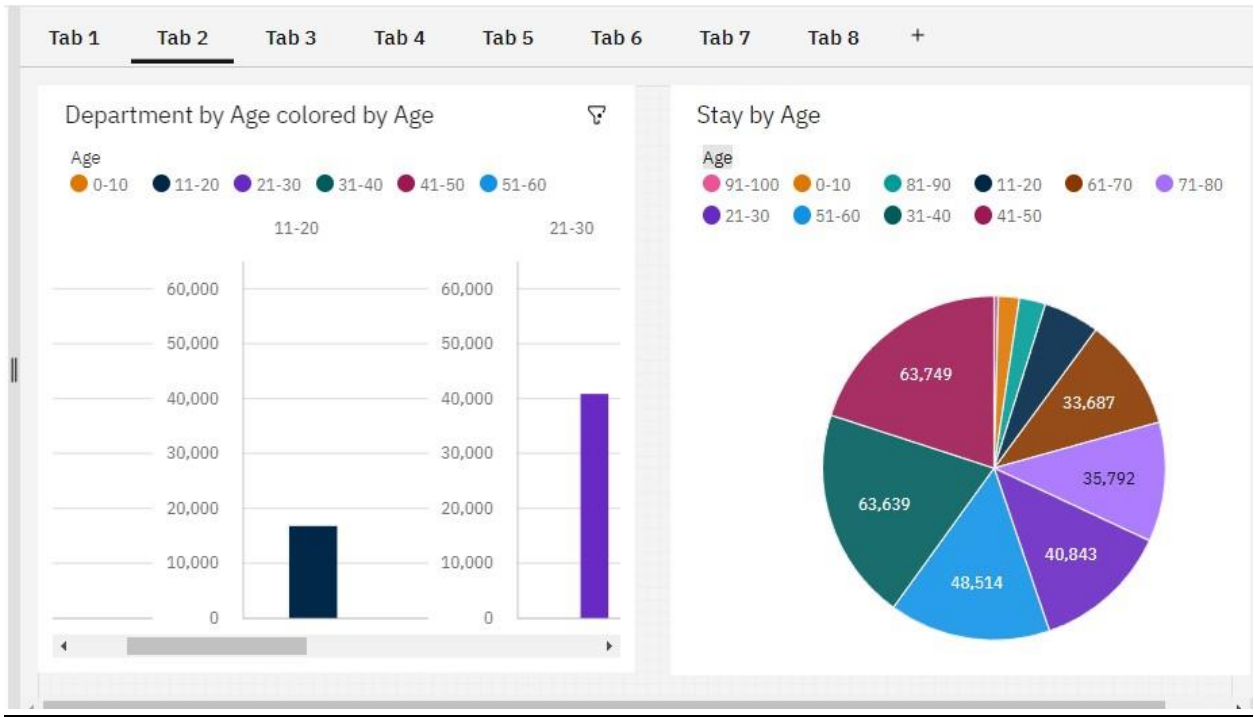 Tab 1 Tab 2 Tab 3 Tab 4 Tab 5 Tab 6 Tab 7 Tab 8 +
Department by Age colored by Age
Age
0-10 11-20 21-30 31-40 41-50 51-60
11-20 21-30
60,000 60,000
50,000 50,000
40,000 40,000
30,000 30,000
20,000 20,000
10,000 10,000
0 0
Stay by Age
Age
91-100 0-10 81-90 11-20 61-70 71-80
21-30 51-60 31-40 41-50
63,749
33,687
35,792
63,639
40,843
48,514